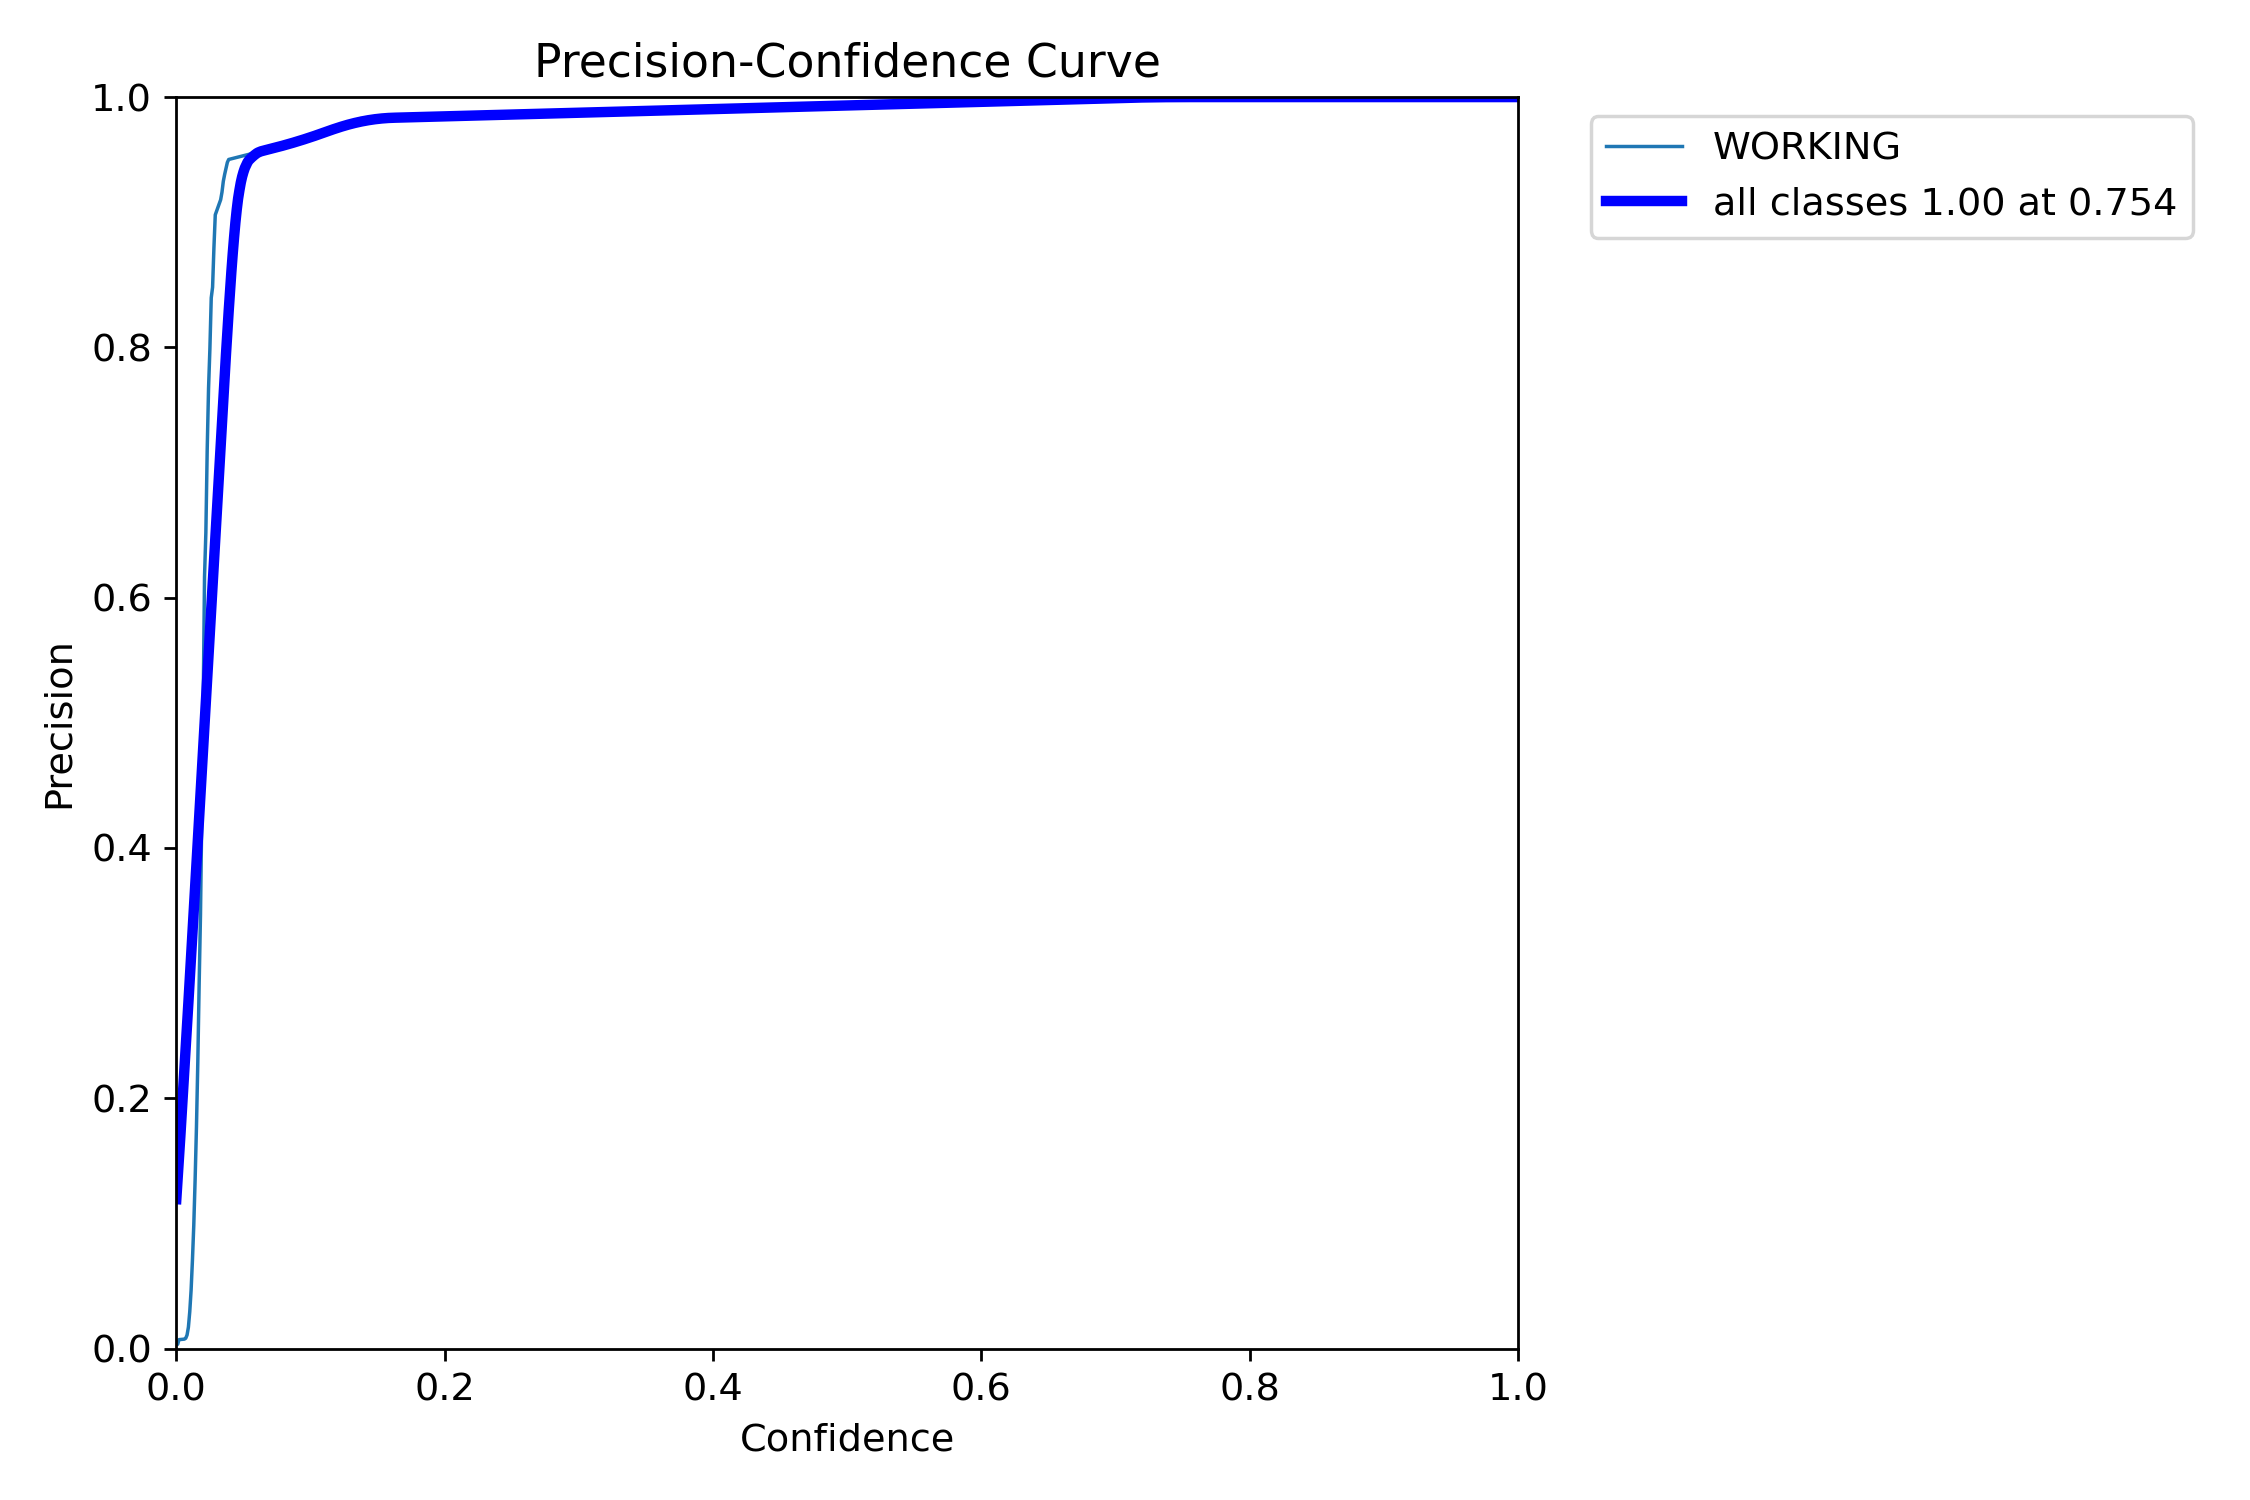 Precision-Confidence Curve
1.0
0.8
0.6
0.4
0.2
0.0
Precision
0.0 0.2 0.4 0.6 0.8 1.0
Confidence
WORKING
all classes 1.00 at 0.754